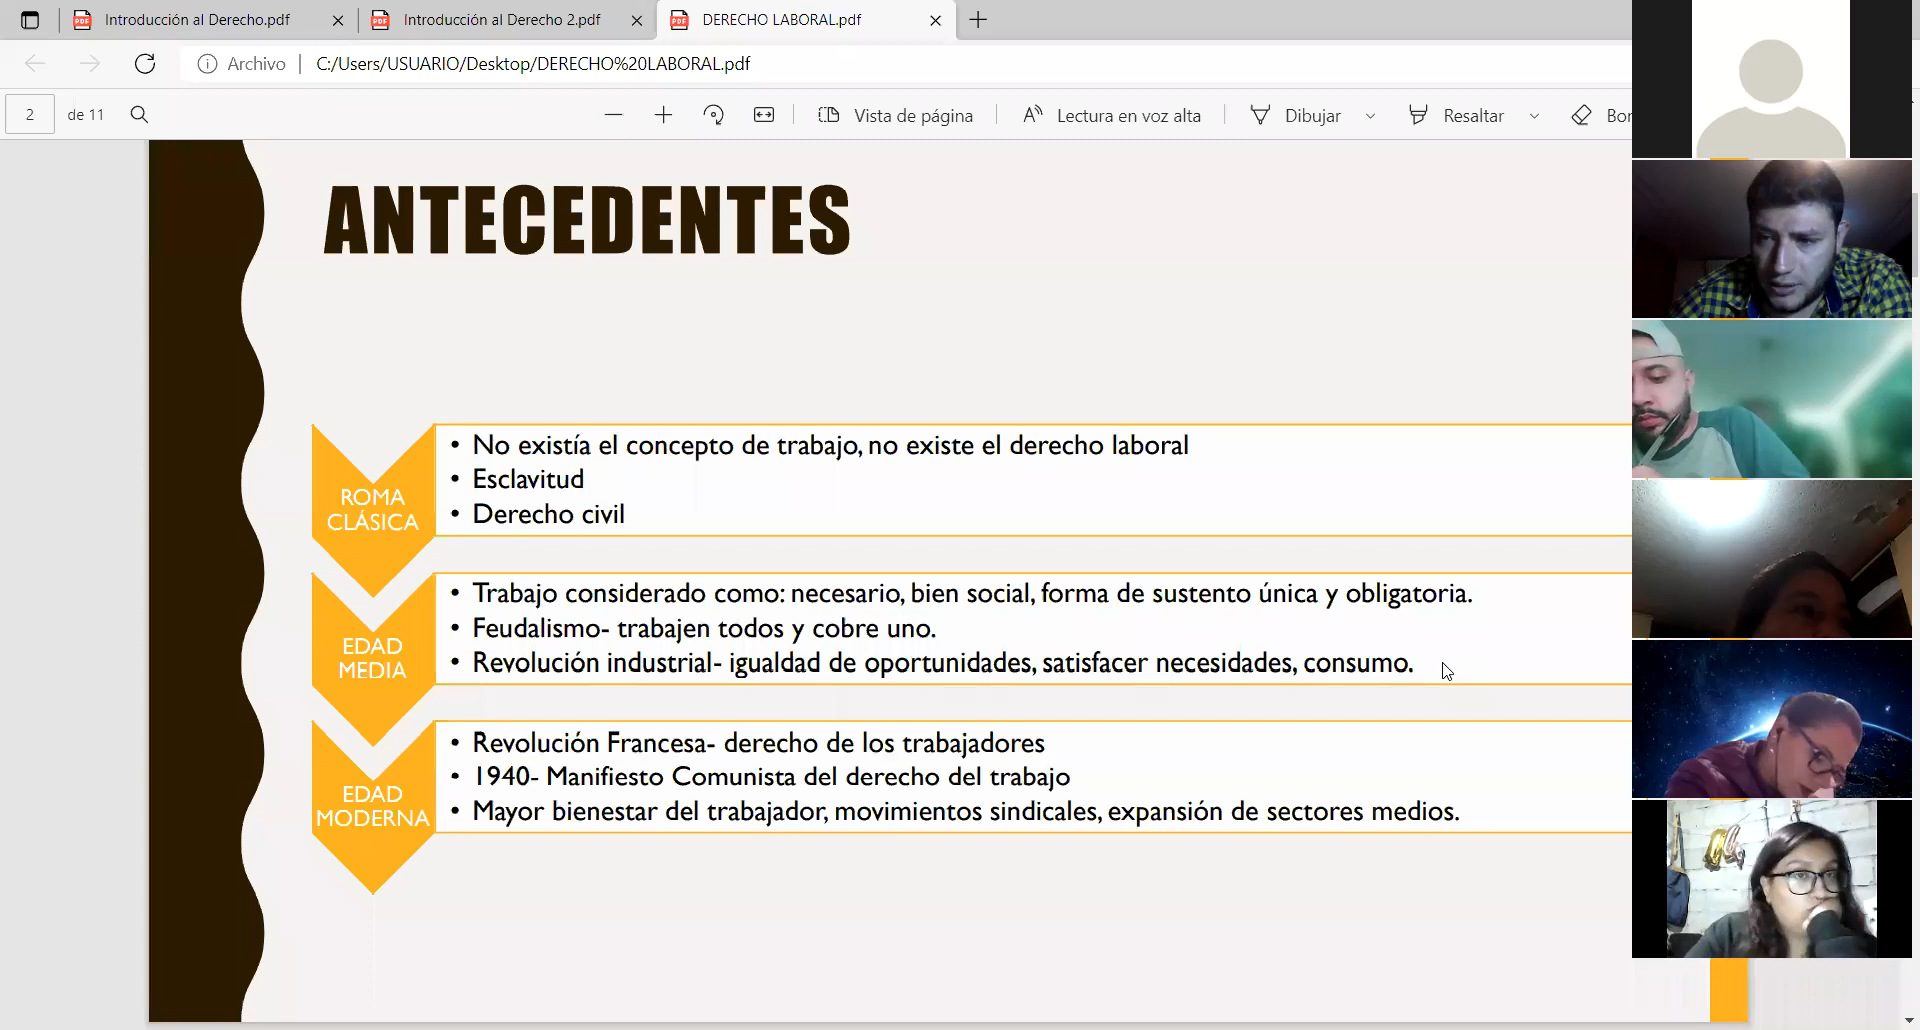 Introducción al Derecho.pdf
Introducción al Derecho 2.pdf
DERECHO LABORAL.pdf
Archivo
C:/Users/USUARIO/Desktop/DERECHO%20LABORAL.pdf
2 de 11
Vista de página
Lectura en voz alta
Dibujar
Resaltar
Bor
ANTECEDENTES
ROMA
CLÁSICA
• No existía el concepto de trabajo, no existe el derecho laboral
• Esclavitud
• Derecho civil
EDAD
MEDIA
• Trabajo considerado como: necesario, bien social, forma de sustento única y obligatoria.
• Feudalismo- trabajen todos y cobre uno.
• Revolución industrial- igualdad de oportunidades, satisfacer necesidades, consumo.
EDAD
MODERNA
• Revolución Francesa- derecho de los trabajadores
• 1940- Manifiesto Comunista del derecho del trabajo
• Mayor bienestar del trabajador, movimientos sindicales, expansión de sectores medios.